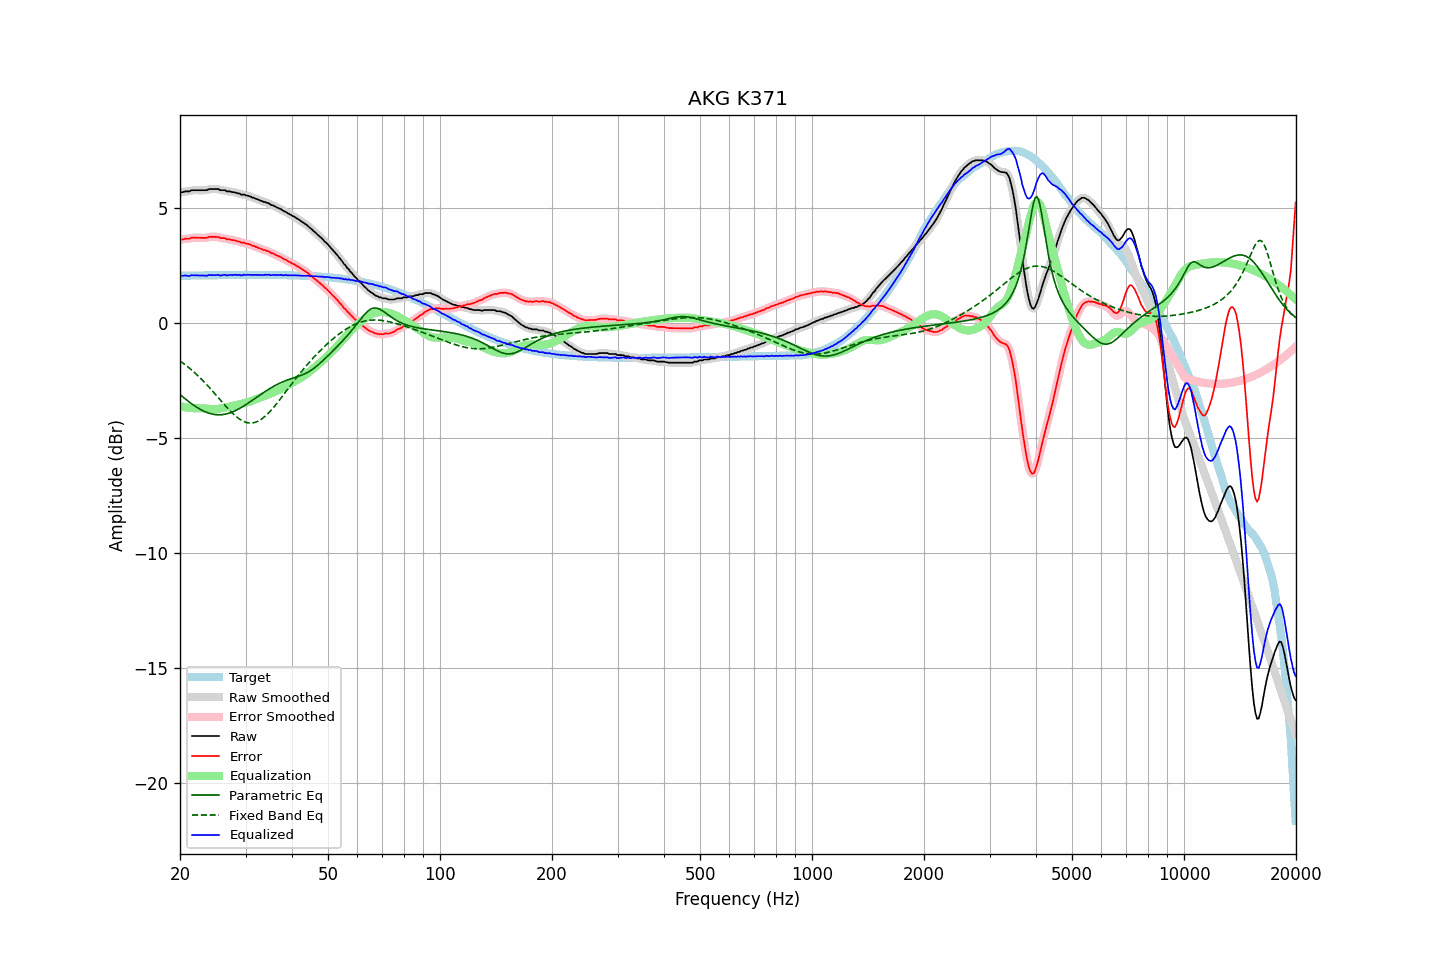 AKG K371
Amplitude (dBr)
5
0
−5
−10
−15
−20
Target
Raw Smoothed
Error Smoothed
Raw
Error
Equalization
Parametric Eq
Fixed Band Eq
Equalized
20 50 100 200 500 1000 2000 5000 10000 20000
Frequency (Hz)